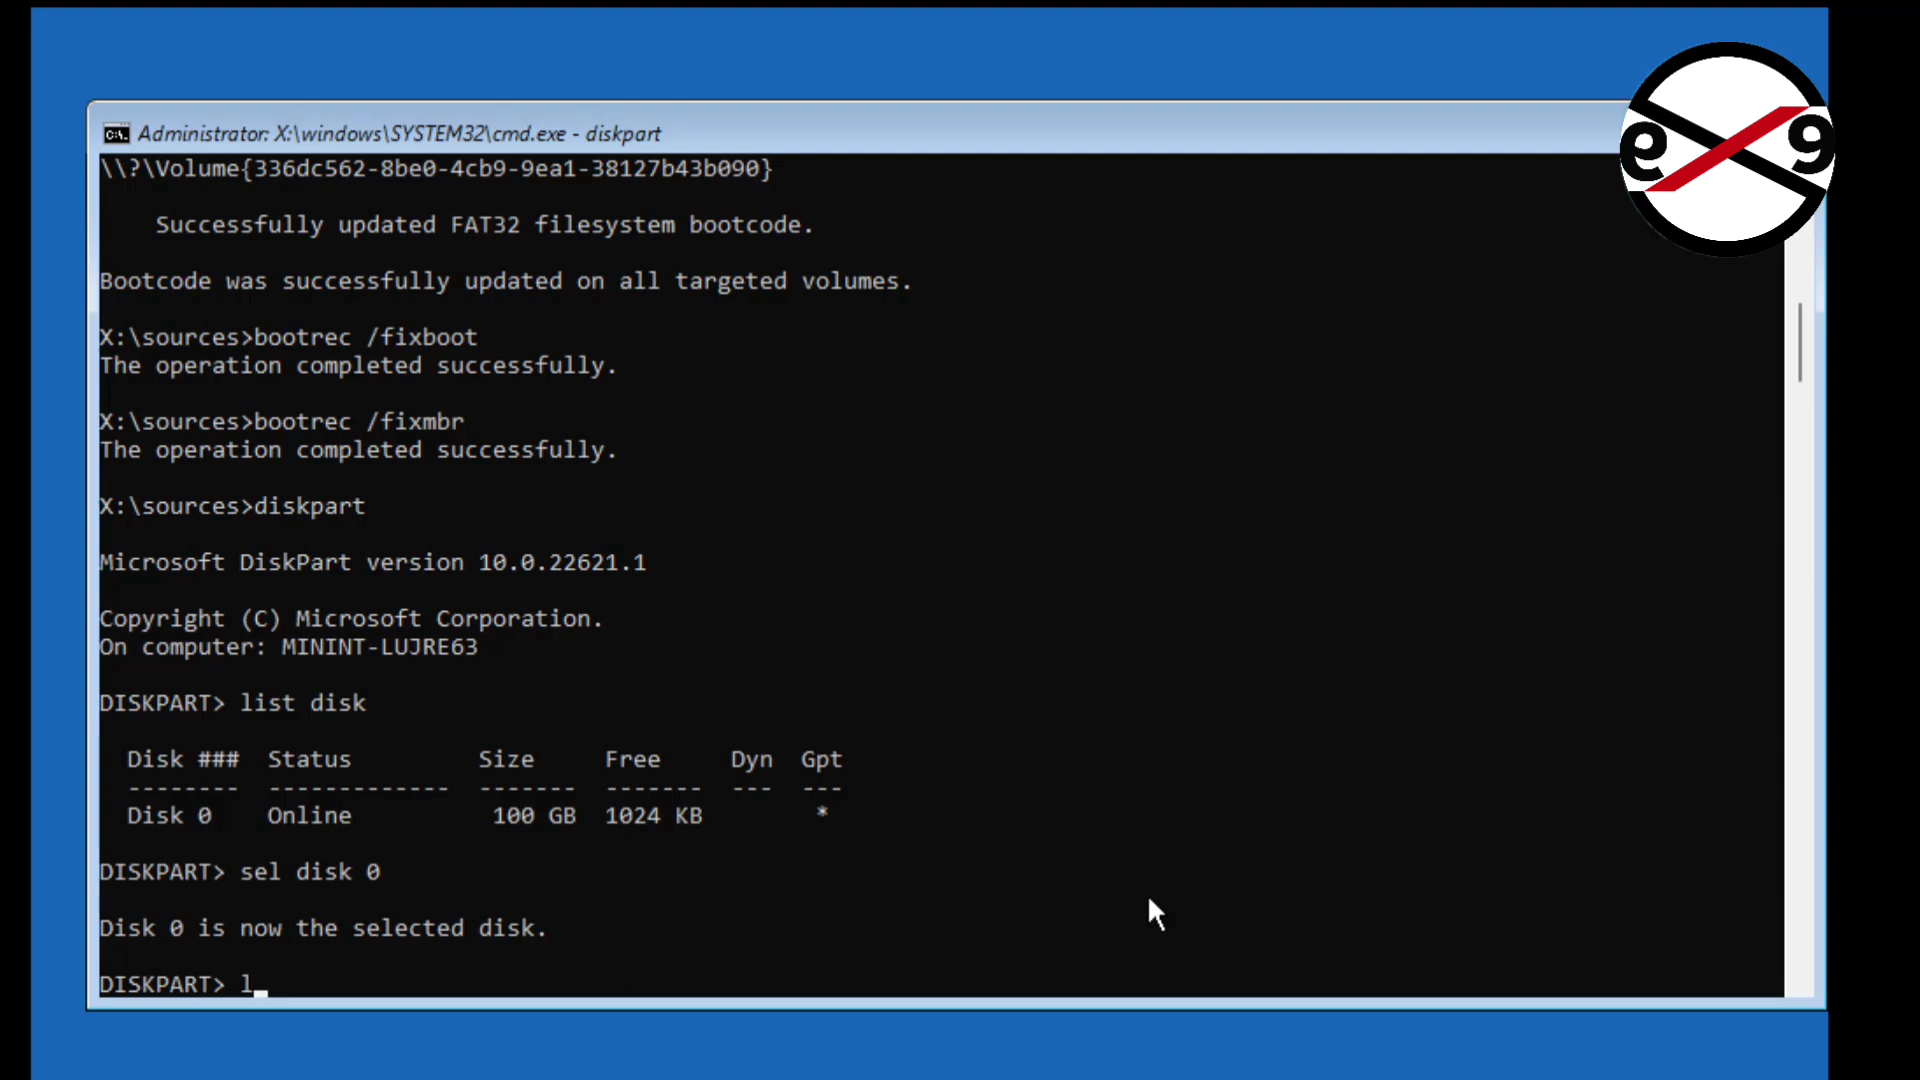 Administrator: X:\windows\SYSTEM32\cmd.exe - diskpart
\\?\Volume{336dc562-8be0-4cb9-9ea1-38127b43b090}
Successfully updated FAT32 filesystem bootcode.
Bootcode was successfully updated on all targeted volumes.
X:\sources>bootrec /fixboot
The operation completed successfully.
X:\sources>bootrec /fixmbr
The operation completed successfully.
X:\sources>diskpart
Microsoft DiskPart version 10.0.22621.1
Copyright (C) Microsoft Corporation.
On computer: MININT-LUJRE63
DISKPART> list disk
Disk ### Status Size Free Dyn Gpt
-------- ------------- ------- ------- --- ---
Disk 0 Online 100 GB 1024 KB *
DISKPART> sel disk 0
Disk 0 is now the selected disk.
DISKPART> l